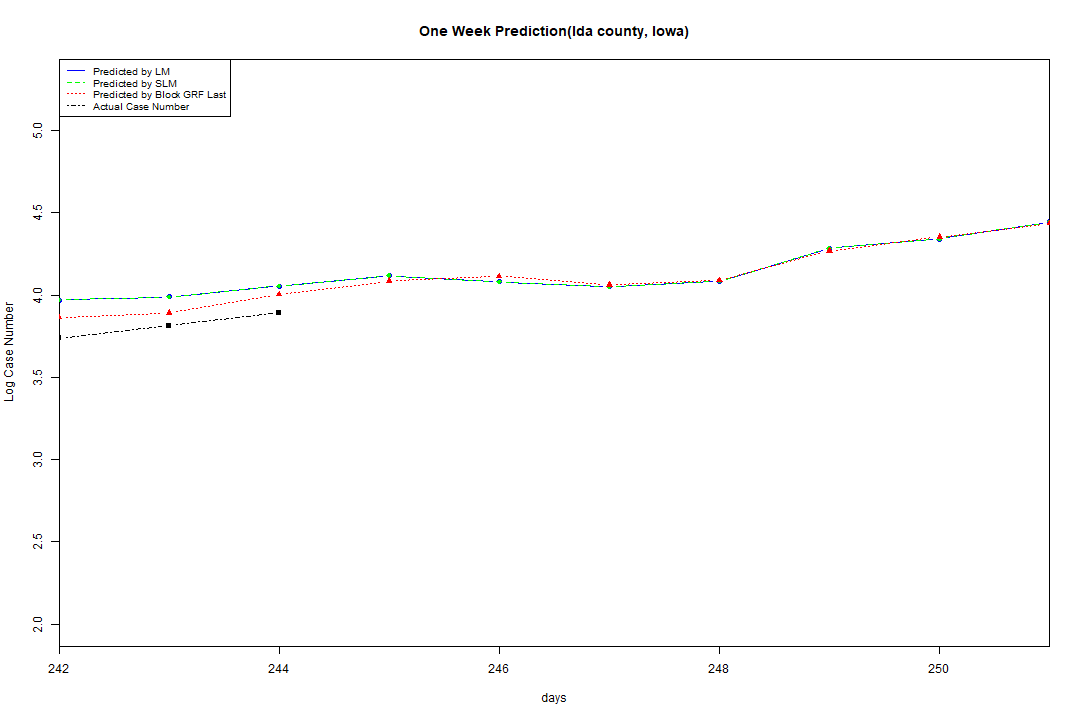 One Week Prediction(Ida county, Iowa)
Predicted by LM
Predicted by SLM
Predicted by Block GRF Last
Actual Case Number
Log Case Number
5.0
4.5
4.0
3.5
3.0
2.5
2.0
242 244 246 248 250
days